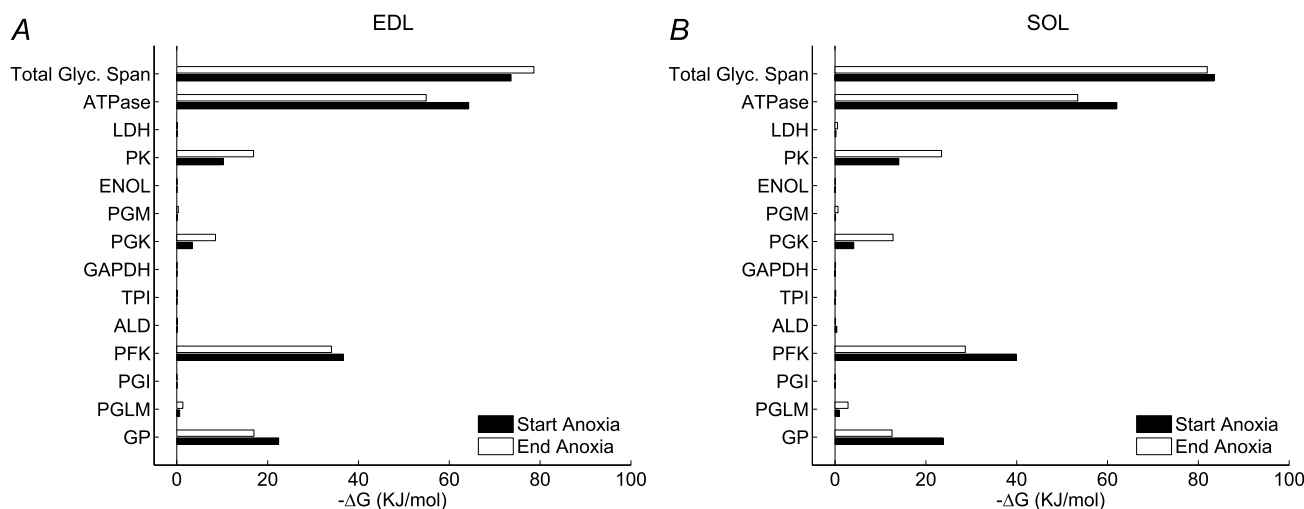 A
EDL
Total Glyc. Span
ATPase
LDH
PK
ENOL
PGM
PGK
GAPDH
TPI
ALD
PFK
PGI
PGLM
GP
Start Anoxia
End Anoxia
0 20 40 60 80 100
-ΔG (KJ/mol)
B
SOL
Total Glyc. Span
ATPase
LDH
PK
ENOL
PGM
PGK
GAPDH
TPI
ALD
PFK
PGI
PGLM
GP
Start Anoxia
End Anoxia
0 20 40 60 80 100
-ΔG (KJ/mol)